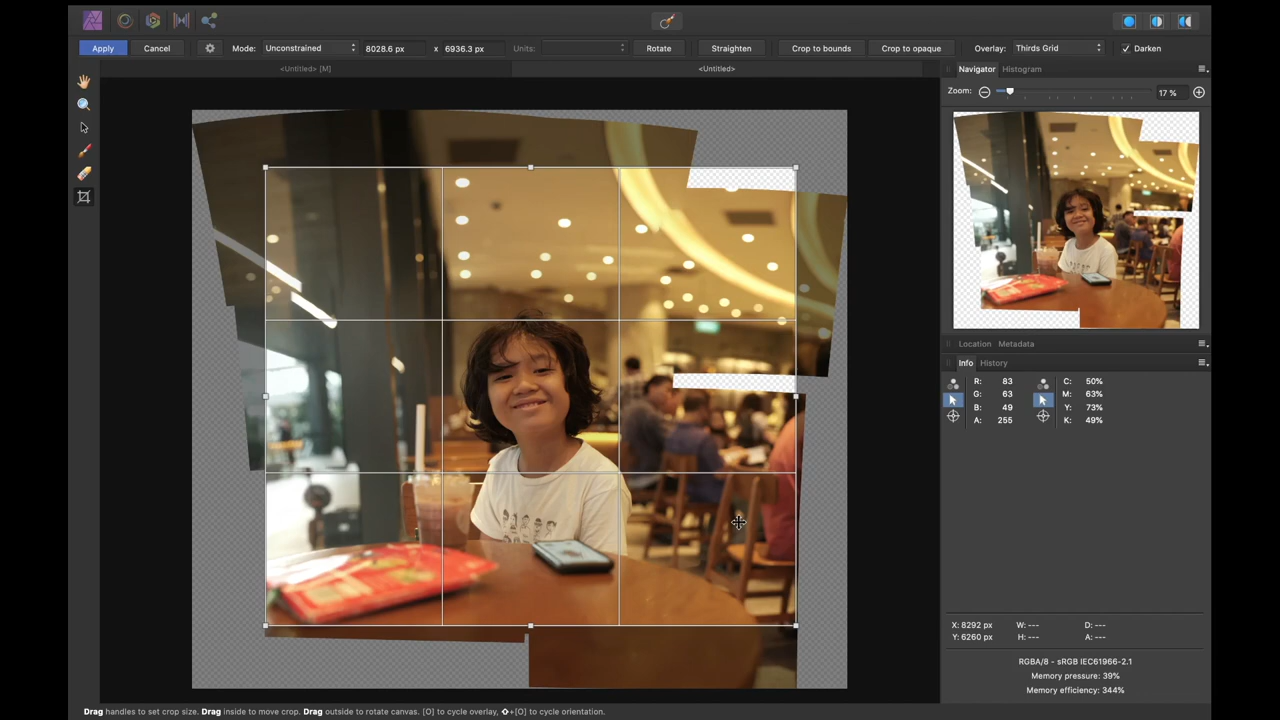 Apply Cancel Mode: Unconstrained 8028.6 px x 6936.3 px Units: Rotate Straighten Crop to bounds Crop to opaque Overlay: Thirds Grid Darken
<Untitled> [M] <Untitled> Navigator Histogram
Zoom: 17 %
Location Metadata
Info History
R: 83 C: 50%
G: 63 M: 63%
B: 49 Y: 73%
A: 255 K: 49%
X: 8292 px W: --- D: ---
Y: 6260 px H: --- A: ---
RGBA/8 - sRGB IEC61966-2.1
Memory pressure: 39%
Memory efficiency: 344%
Drag handles to set crop size. Drag inside to move crop. Drag outside to rotate canvas. [O] to cycle overlay, ⇧+[O] to cycle orientation.